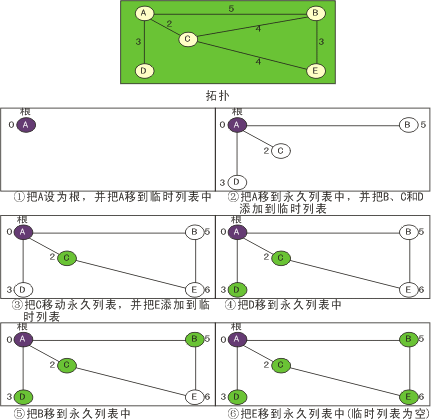 A 5 B
2
C 4
3 3
4
D E
拓扑
根
0 A
①把A设为根，并把A移到临时列表中
根
0 A B 5
2 C
3 D
②把A移到永久列表中，并把B、C和D
添加到临时列表
根
0 A B 5
2 C
3 D E 6
③把C移动永久列表，并把E添加到临
时列表
根
0 A B 5
2 C
3 D E 6
④把D移到永久列表中
根
0 A B 5
2 C
3 D E 6
⑤把B移到永久列表中
根
0 A B 5
2 C
3 D E 6
⑥把E移到永久列表中(临时列表为空)